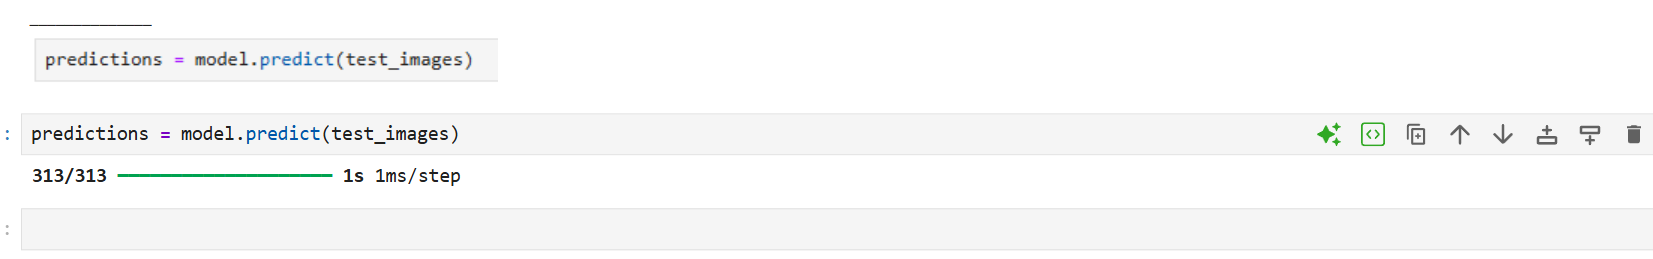 predictions = model.predict(test_images)
: predictions = model.predict(test_images)
313/313 ━━━━━━━━━━━━━━━━━━━━ 1s 1ms/step
: